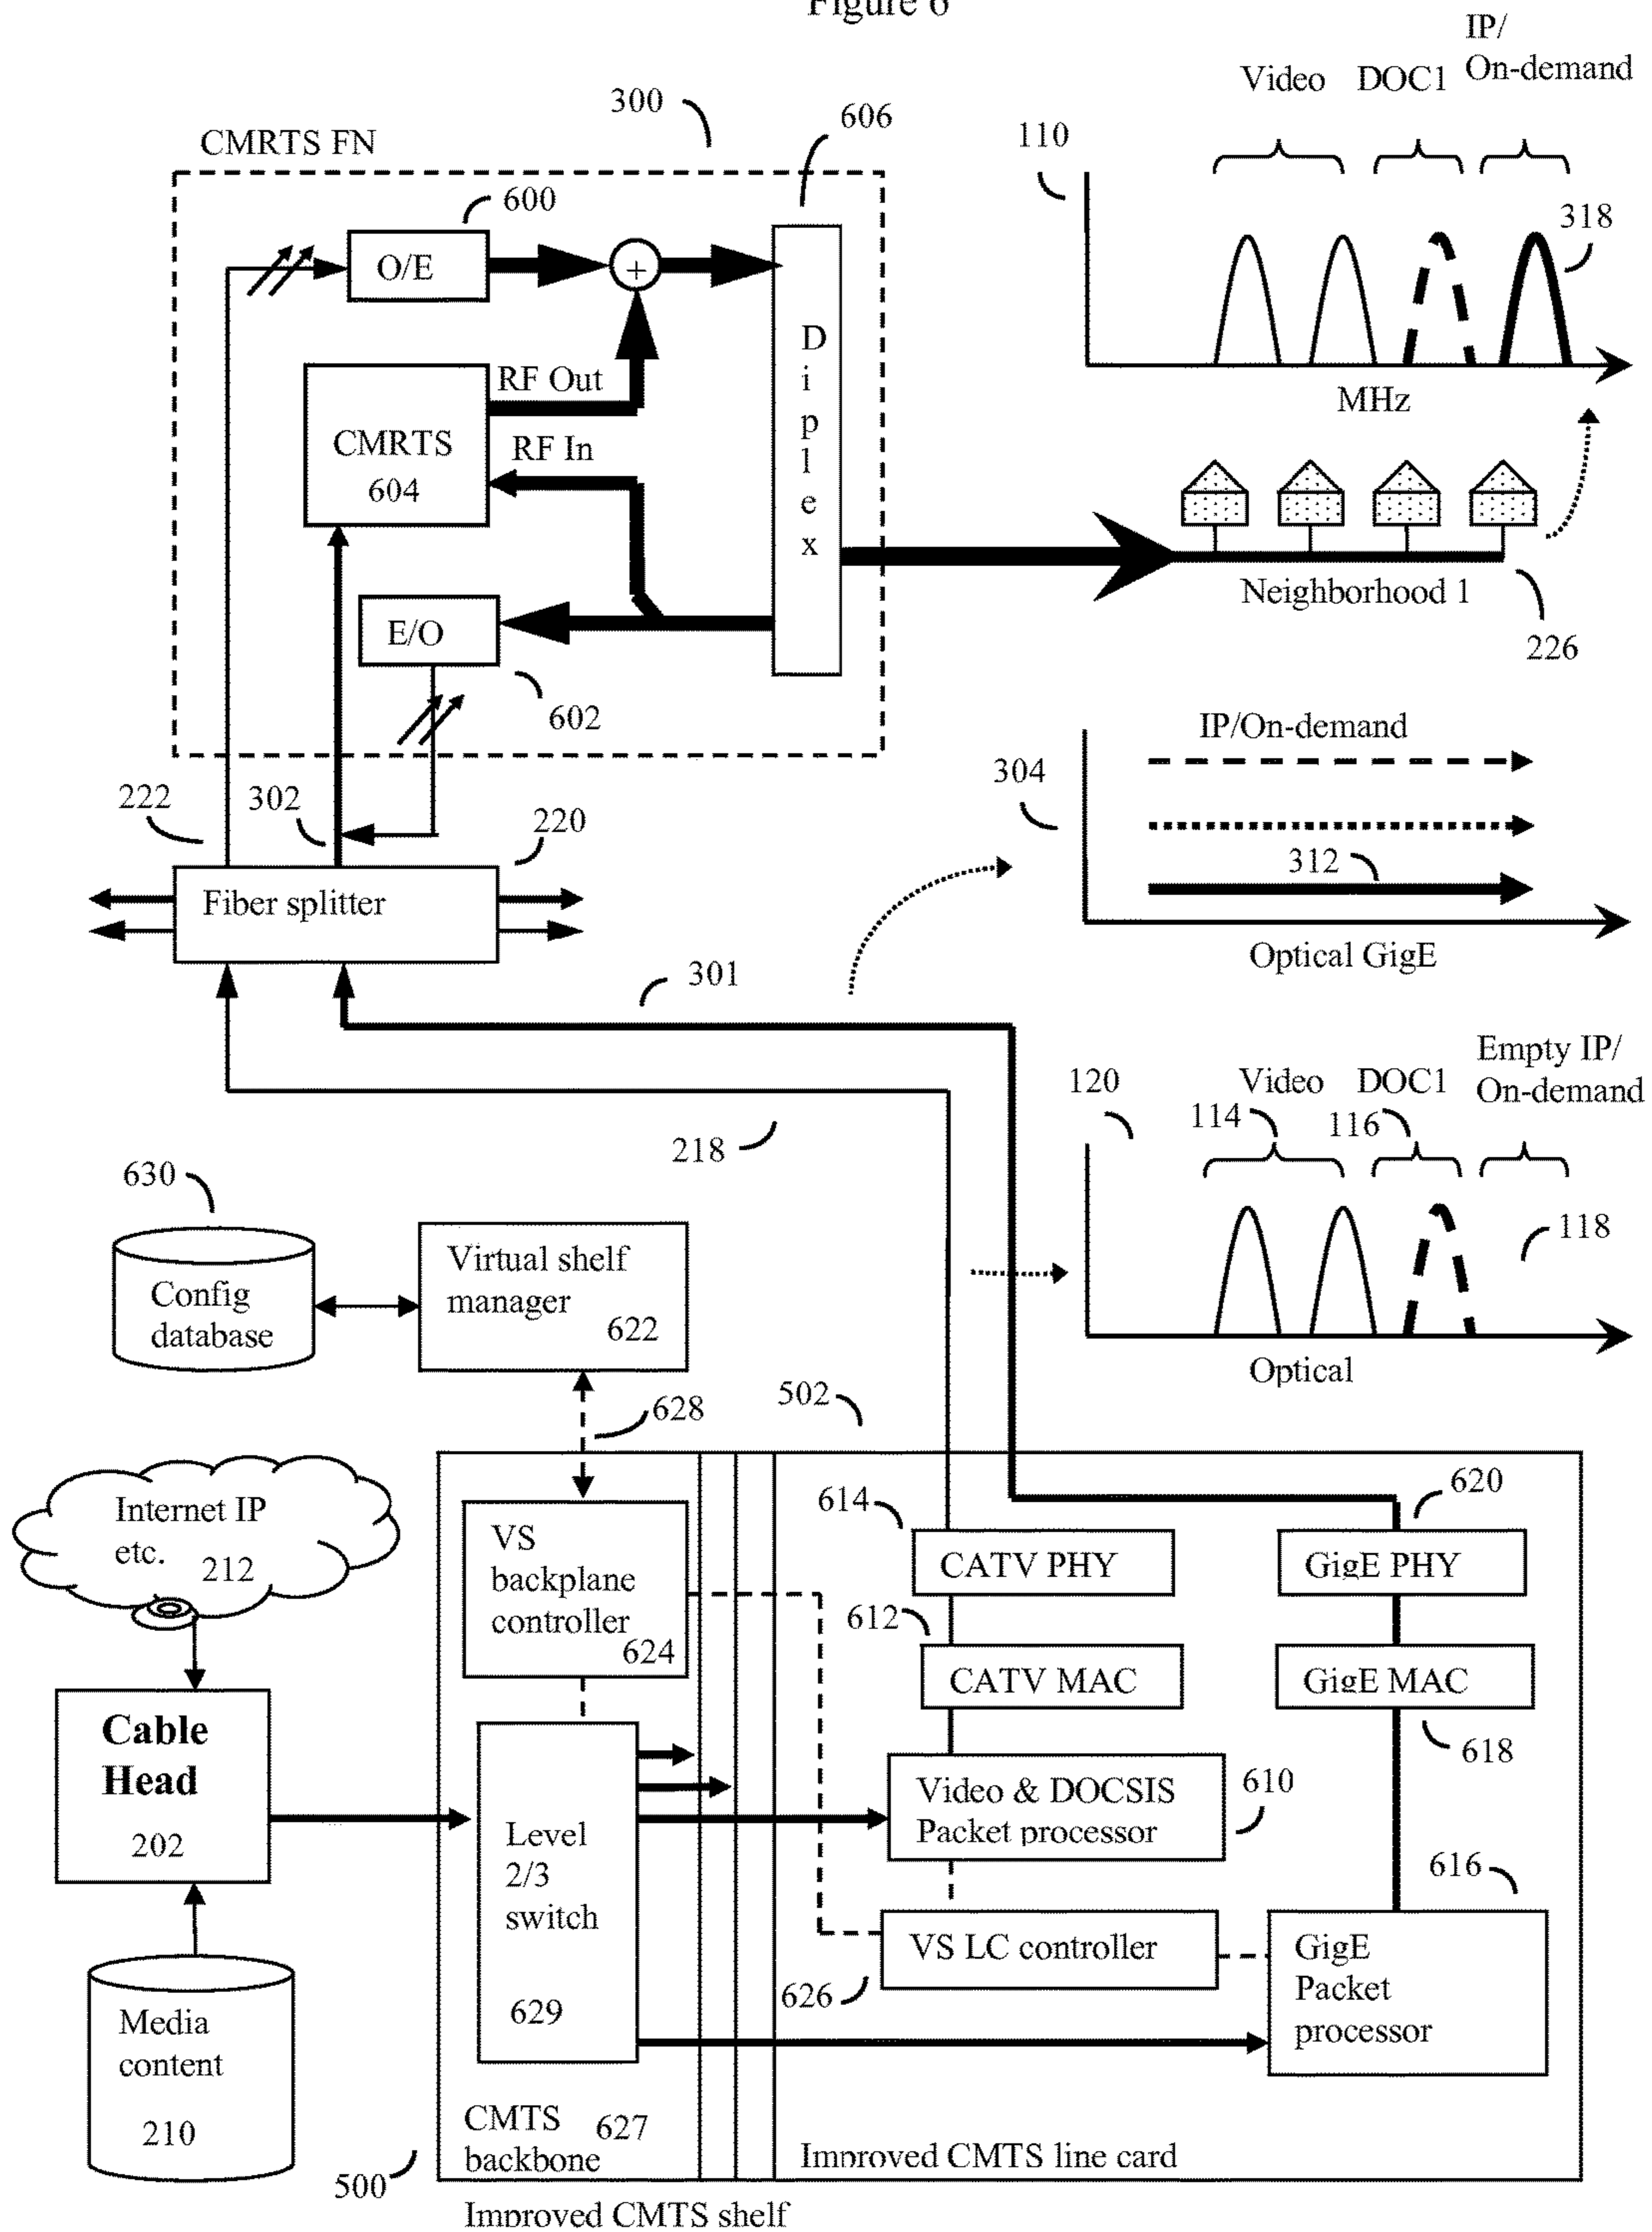 Figure 6
IP/
On-demand
Video
DOC1
300
606
110
CMRTS FN
600
318
O/E
+
Diplex
RF Out
MHz
CMRTS
604
RF In
Neighborhood 1
E/O
226
602
IP/On-demand
304
222
302
220
312
Fiber splitter
Optical GigE
301
Empty IP/
On-demand
120
Video
DOC1
114
116
218
630
118
Virtual shelf
manager
622
Config
database
Optical
502
628
620
614
Internet IP
etc.
212
VS
backplane
controller
624
CATV PHY
GigE PHY
612
CATV MAC
GigE MAC
Cable
Head
202
618
610
Video & DOCSIS
Packet processor
Level
2/3
switch
629
616
VS LC controller
GigE
Packet
processor
626
Media
content
210
CMTS
backbone
627
Improved CMTS line card
500
Improved CMTS shelf